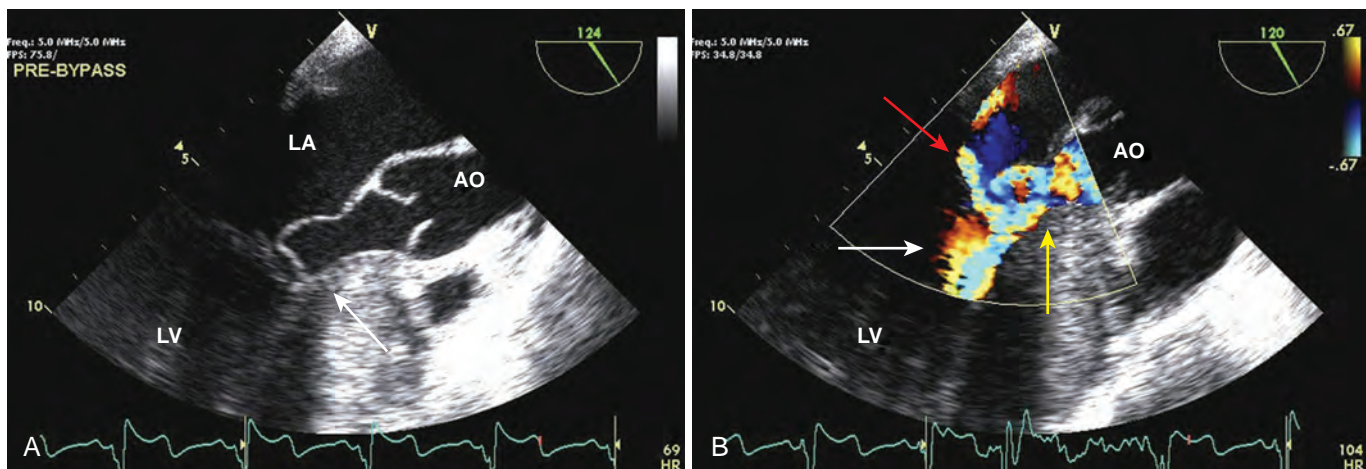 Freq.: 5.0 MHz/5.0 MHz
FPS: 75.8/
PRE-BYPASS
V
124
LA
AO
5
10
LV
A
69
HR
Freq.: 5.0 MHz/5.0 MHz
FPS: 34.8/34.8
V
120
.67
-.67
AO
5
10
LV
B
104
HR